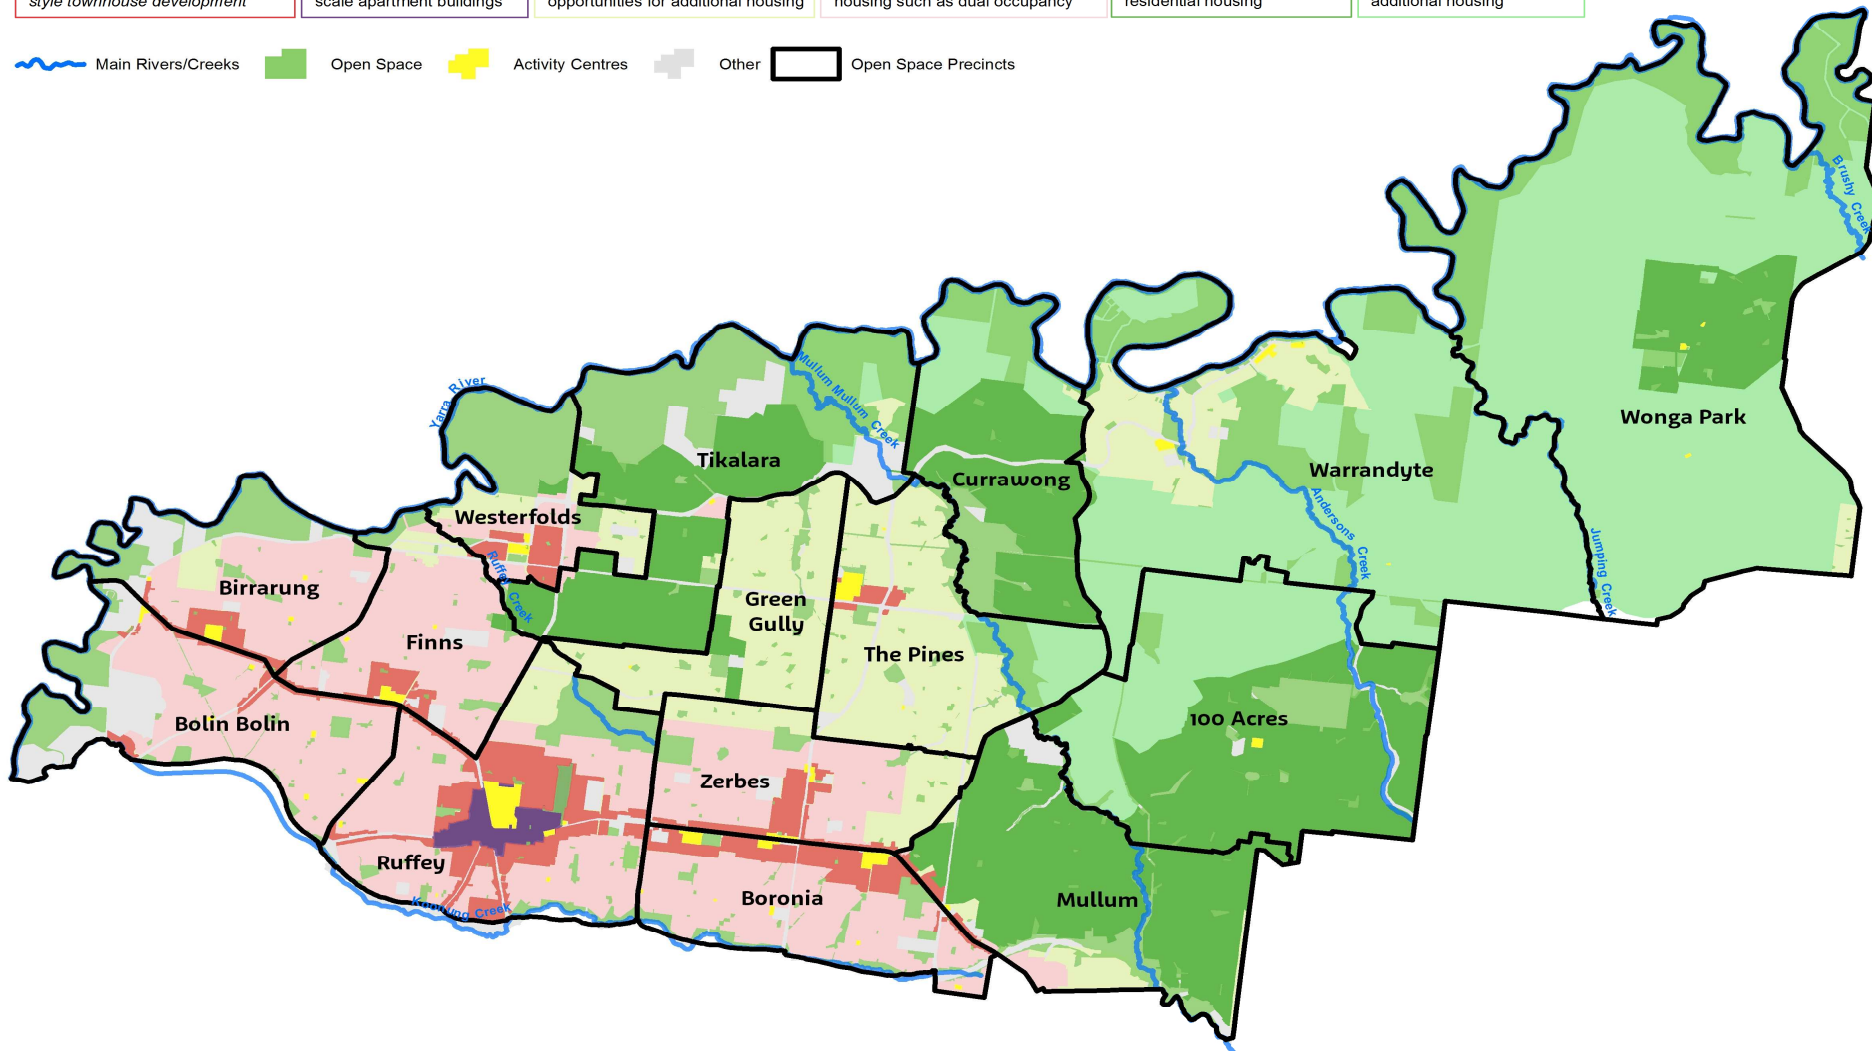 style townhouse development
scale apartment buildings
opportunities for additional housing
housing such as dual occupancy
residential housing
additional housing
Main Rivers/Creeks
Open Space
Activity Centres
Other
Open Space Precincts
Brushy Creek
Mullum Mullum Creek
Yarra River
Wonga Park
Tikalara
Warrandyte
Currawong
Westerfolds
Andersons Creek
Jumping Creek
Ruffey Creek
Birrarung
Green
Gully
Finns
The Pines
100 Acres
Bolin Bolin
Zerbes
Ruffey
Boronia
Mullum
Koonung Creek